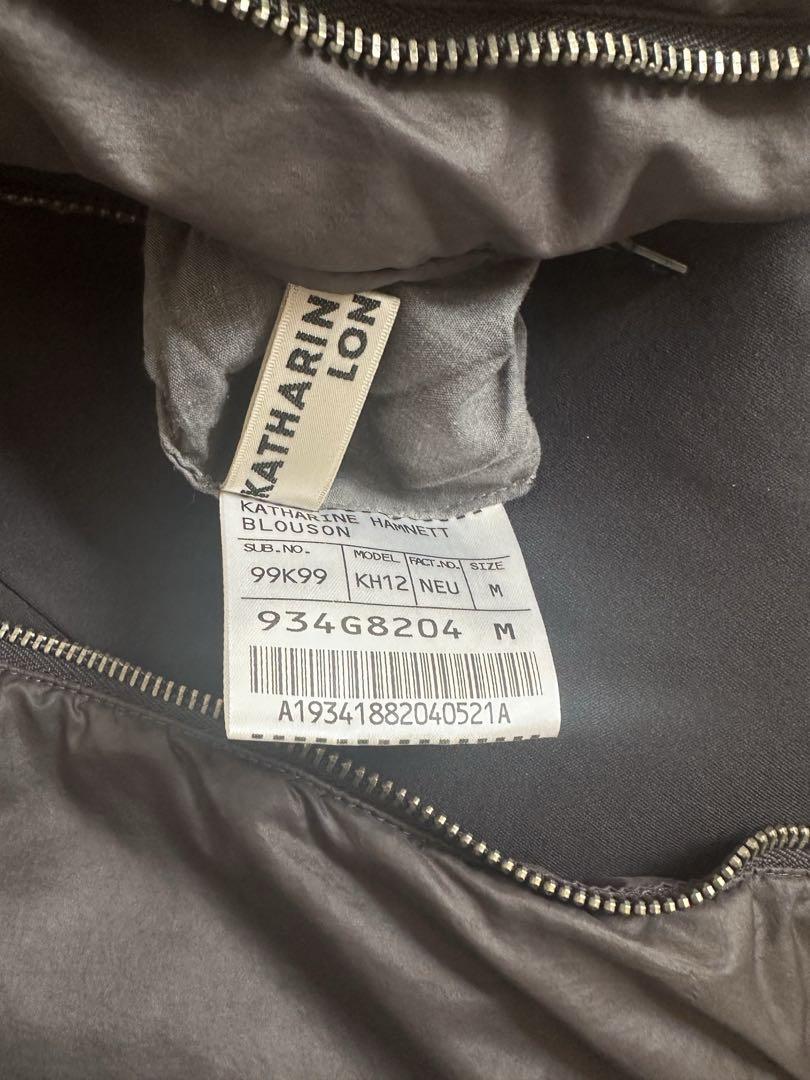 KATHARIN
LON
KATHARINE HAMNETT
BLOUSON
SUB.NO. MODEL FACT.NO. SIZE
99K99 KH12 NEU M
934G8204 M
A19341882040521A